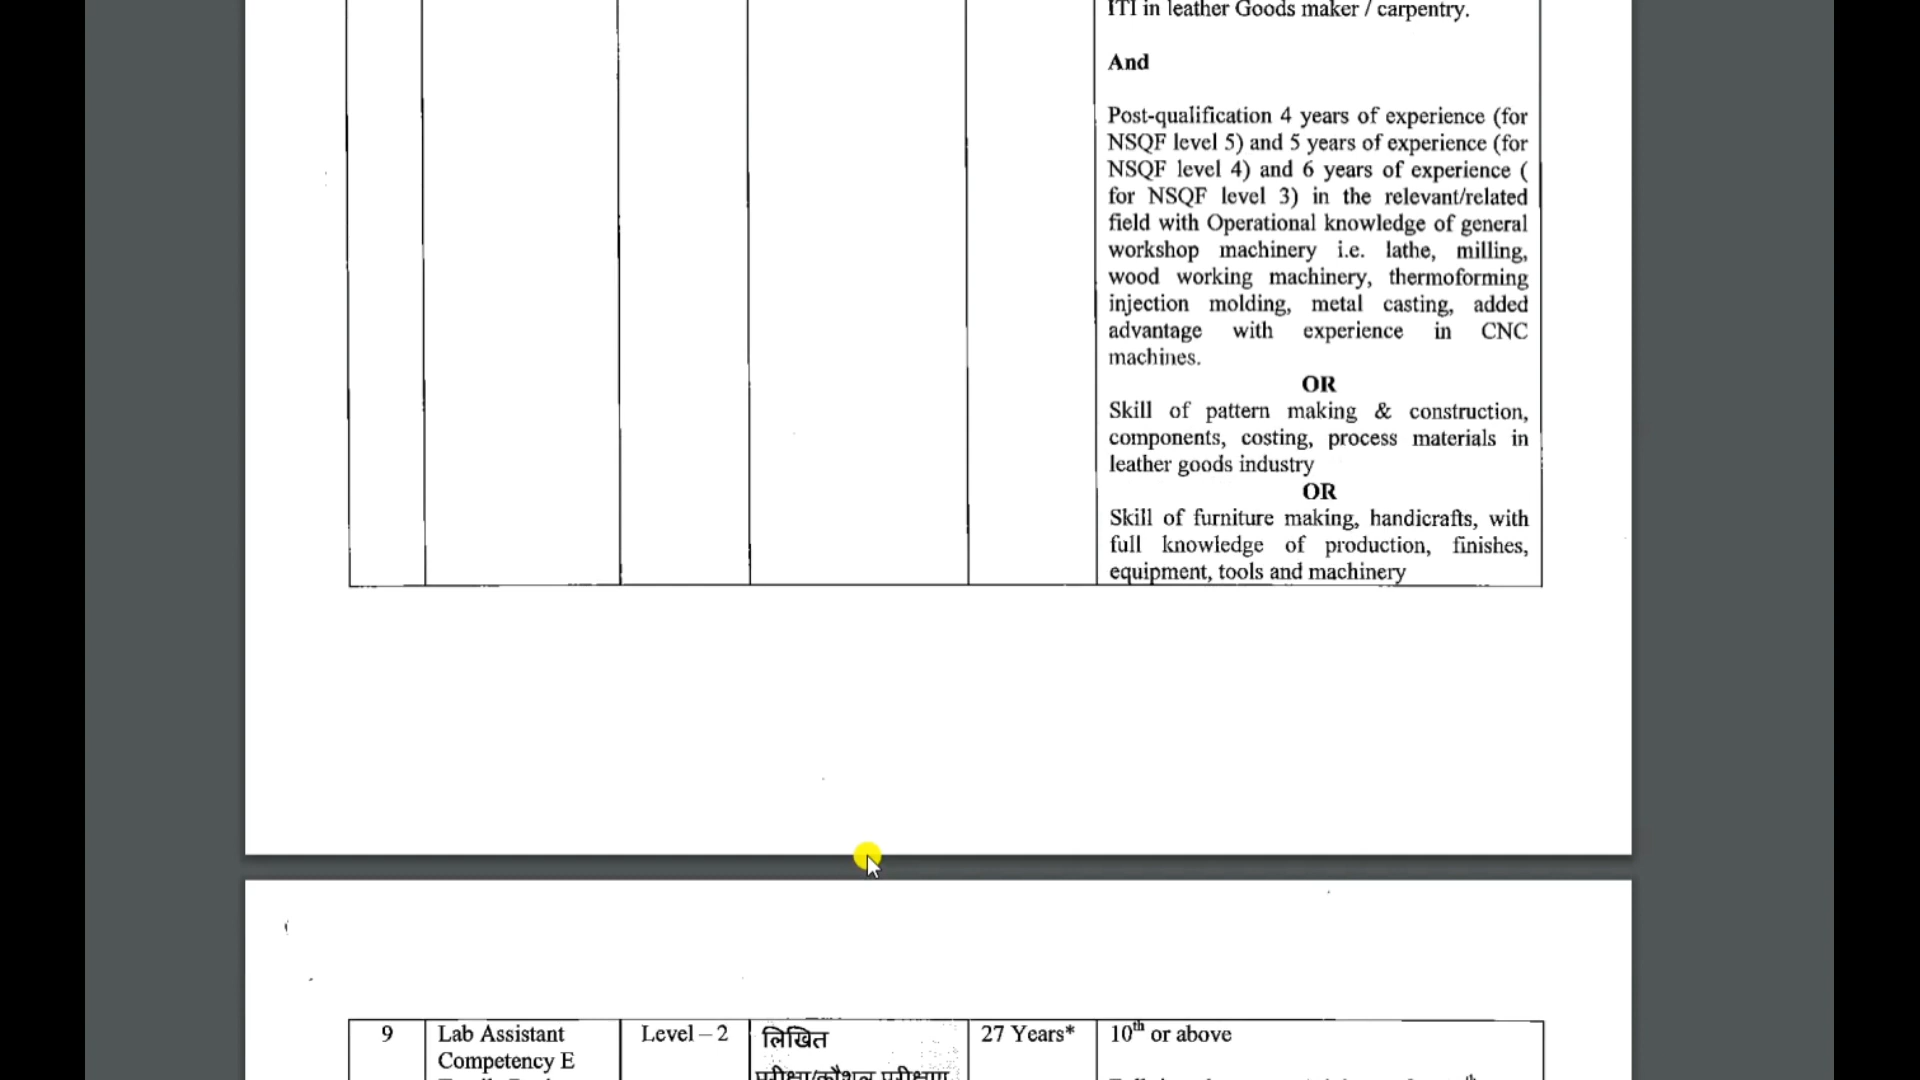 ITI in leather Goods maker / carpentry.
And
Post-qualification 4 years of experience (for
NSQF level 5) and 5 years of experience (for
NSQF level 4) and 6 years of experience (
for NSQF level 3) in the relevant/related
field with Operational knowledge of general
workshop machinery i.e. lathe, milling,
wood working machinery, thermoforming
injection molding, metal casting, added
advantage with experience in CNC
machines.
OR
Skill of pattern making & construction,
components, costing, process materials in
leather goods industry
OR
Skill of furniture making, handicrafts, with
full knowledge of production, finishes,
equipment, tools and machinery
9 Lab Assistant Level – 2 लिखित 27 Years* 10th or above
Competency E परीक्षा/कौशल परीक्षण